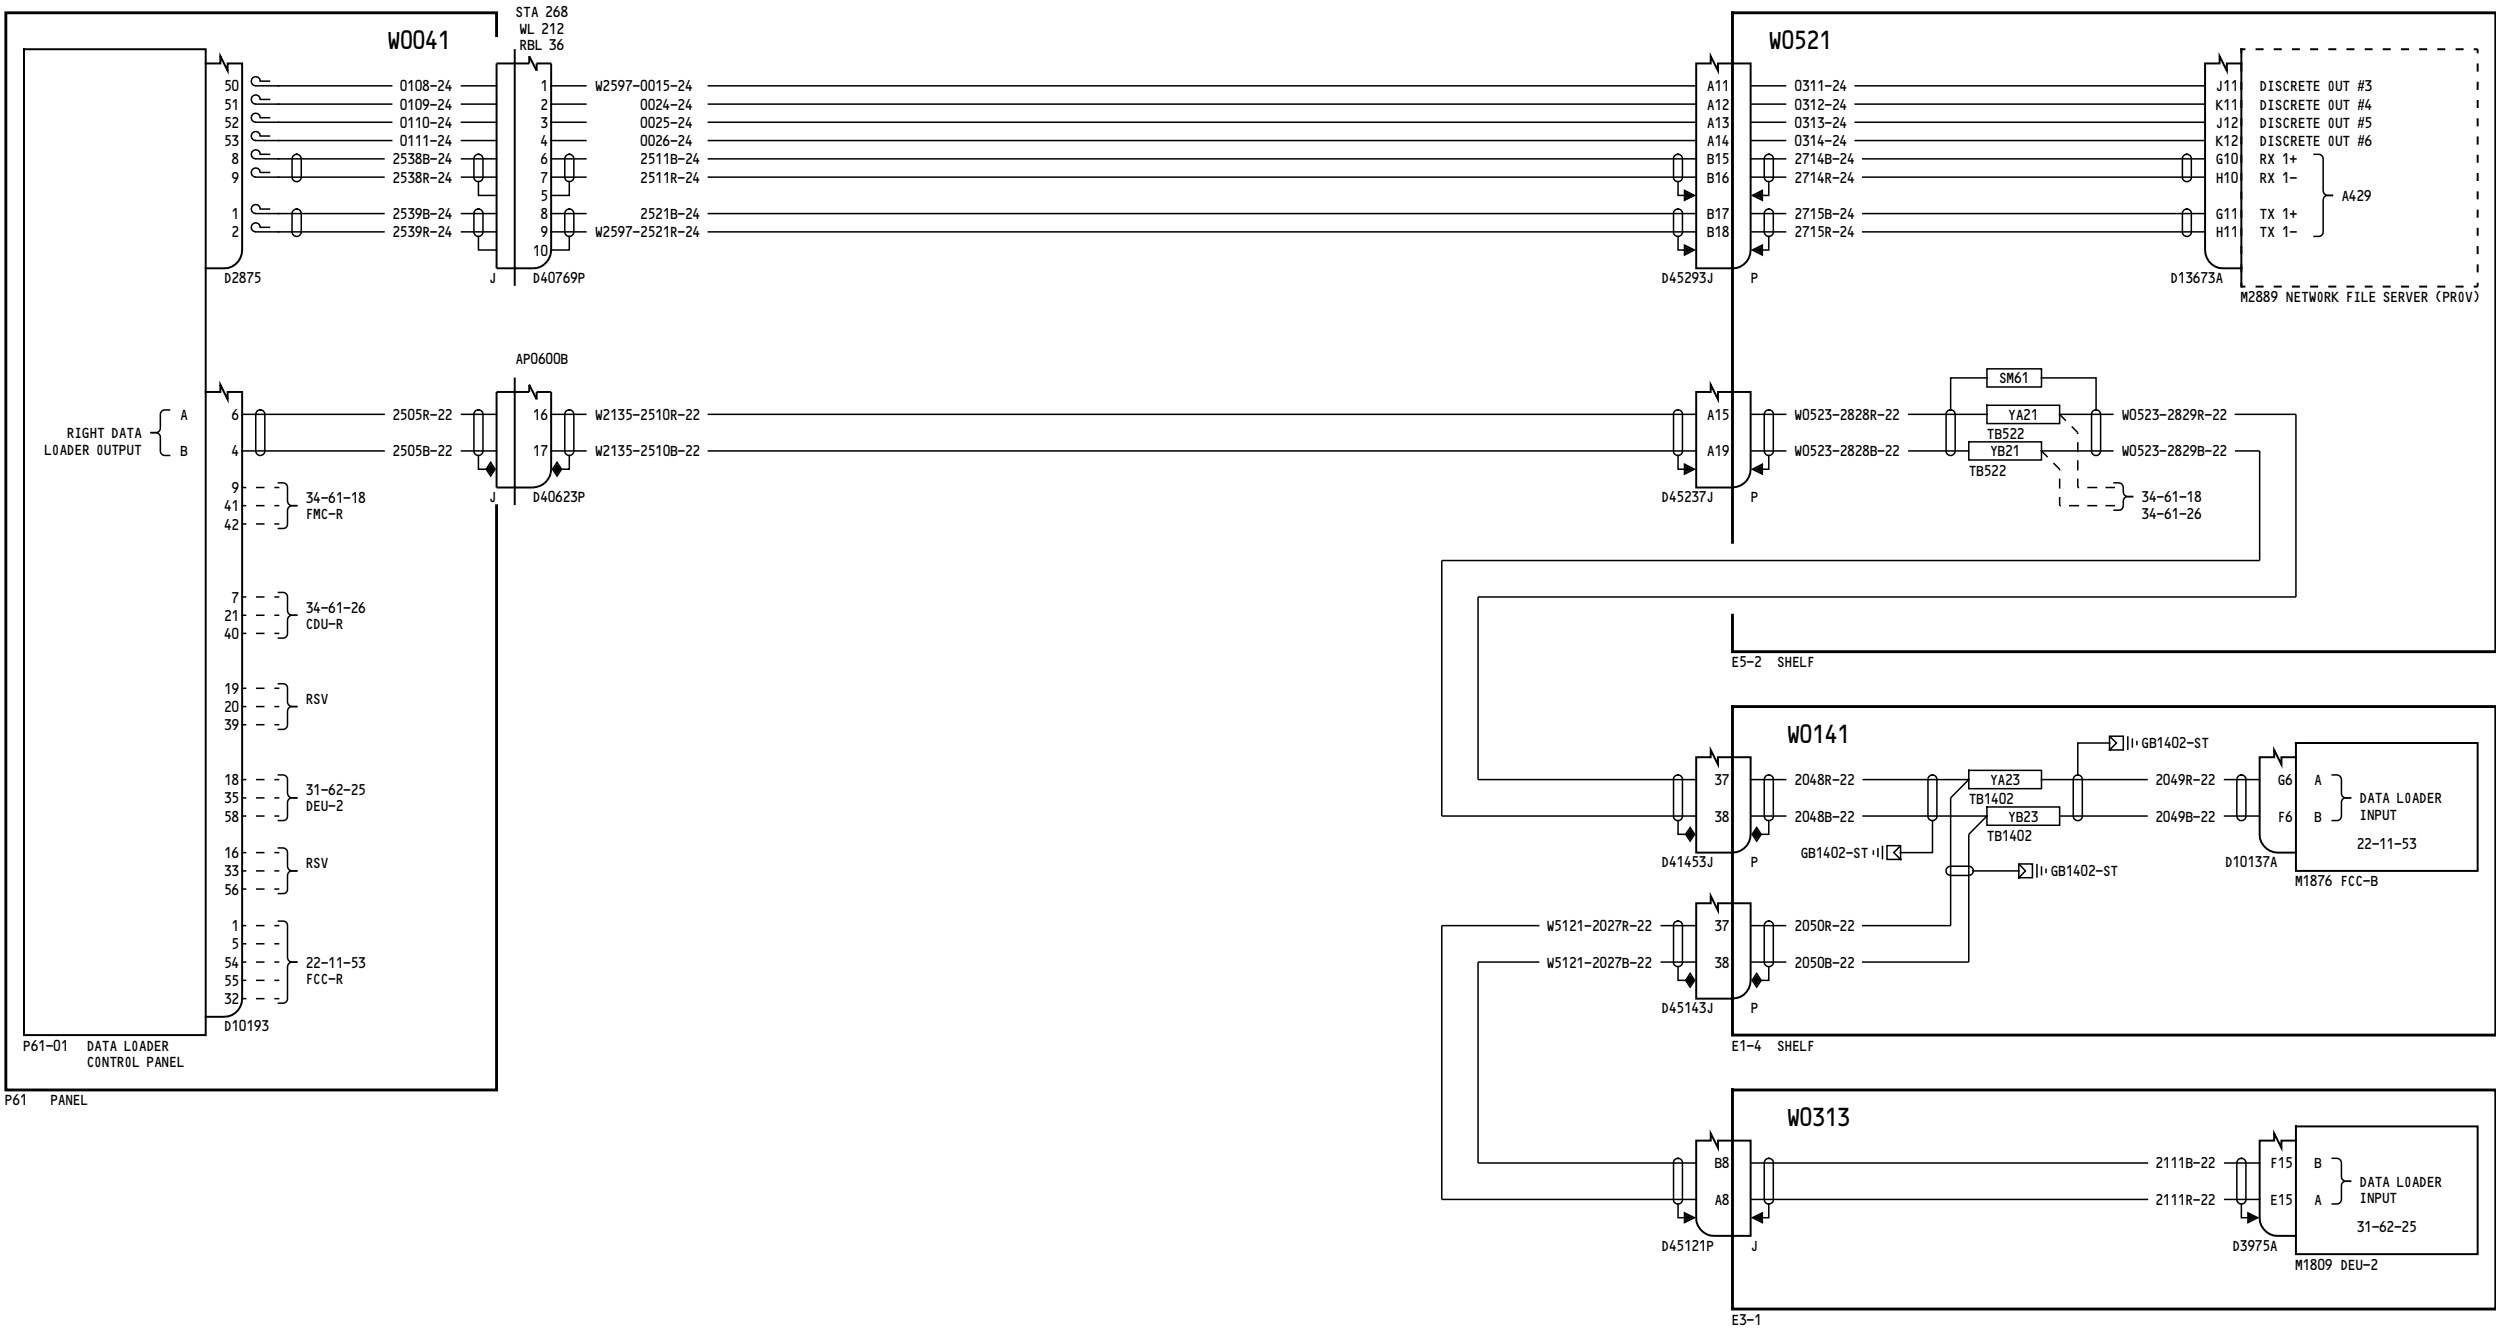 STA 268
WL 212
RBL 36
W0041
W0521
50 0108-24 1 W2597-0015-24 A11 0311-24 J11 DISCRETE OUT #3
51 0109-24 2 0024-24 A12 0312-24 K11 DISCRETE OUT #4
52 0110-24 3 0025-24 A13 0313-24 J12 DISCRETE OUT #5
53 0111-24 4 0026-24 A14 0314-24 K12 DISCRETE OUT #6
8 2538B-24 6 2511B-24 B15 2714B-24 G10 RX 1+
9 2538R-24 7 2511R-24 B16 2714R-24 H10 RX 1-
5 A429
1 2539B-24 8 2521B-24 B17 2715B-24 G11 TX 1+
2 2539R-24 9 W2597-2521R-24 B18 2715R-24 H11 TX 1-
10
D2875 J D40769P D45293J P D13673A
M2889 NETWORK FILE SERVER (PROV)
AP0600B
SM61
A 6 2505R-22 16 W2135-2510R-22 A15 W0523-2828R-22 YA21 W0523-2829R-22
TB522
RIGHT DATA
LOADER OUTPUT
B 4 2505B-22 17 W2135-2510B-22 A19 W0523-2828B-22 YB21 W0523-2829B-22
TB522
J D40623P D45237J P
34-61-18
34-61-26
9
41
42
34-61-18
FMC-R
7
21
40
34-61-26
CDU-R
19
20
39
RSV
18
35
58
31-62-25
DEU-2
16
33
56
RSV
1
5
54
55
32
22-11-53
FCC-R
D10193
P61-01 DATA LOADER
CONTROL PANEL
P61 PANEL
E5-2 SHELF
W0141
GB1402-ST
37 2048R-22 YA23 2049R-22 G6 A
TB1402
DATA LOADER
INPUT
38 2048B-22 YB23 2049B-22 F6 B
TB1402
22-11-53
GB1402-ST
D41453J P D10137A
GB1402-ST
M1876 FCC-B
W5121-2027R-22 37 2050R-22
W5121-2027B-22 38 2050B-22
D45143J P
E1-4 SHELF
W0313
B8 2111B-22 F15 B
DATA LOADER
INPUT
A8 2111R-22 E15 A
31-62-25
D45121P J D3975A
M1809 DEU-2
E3-1